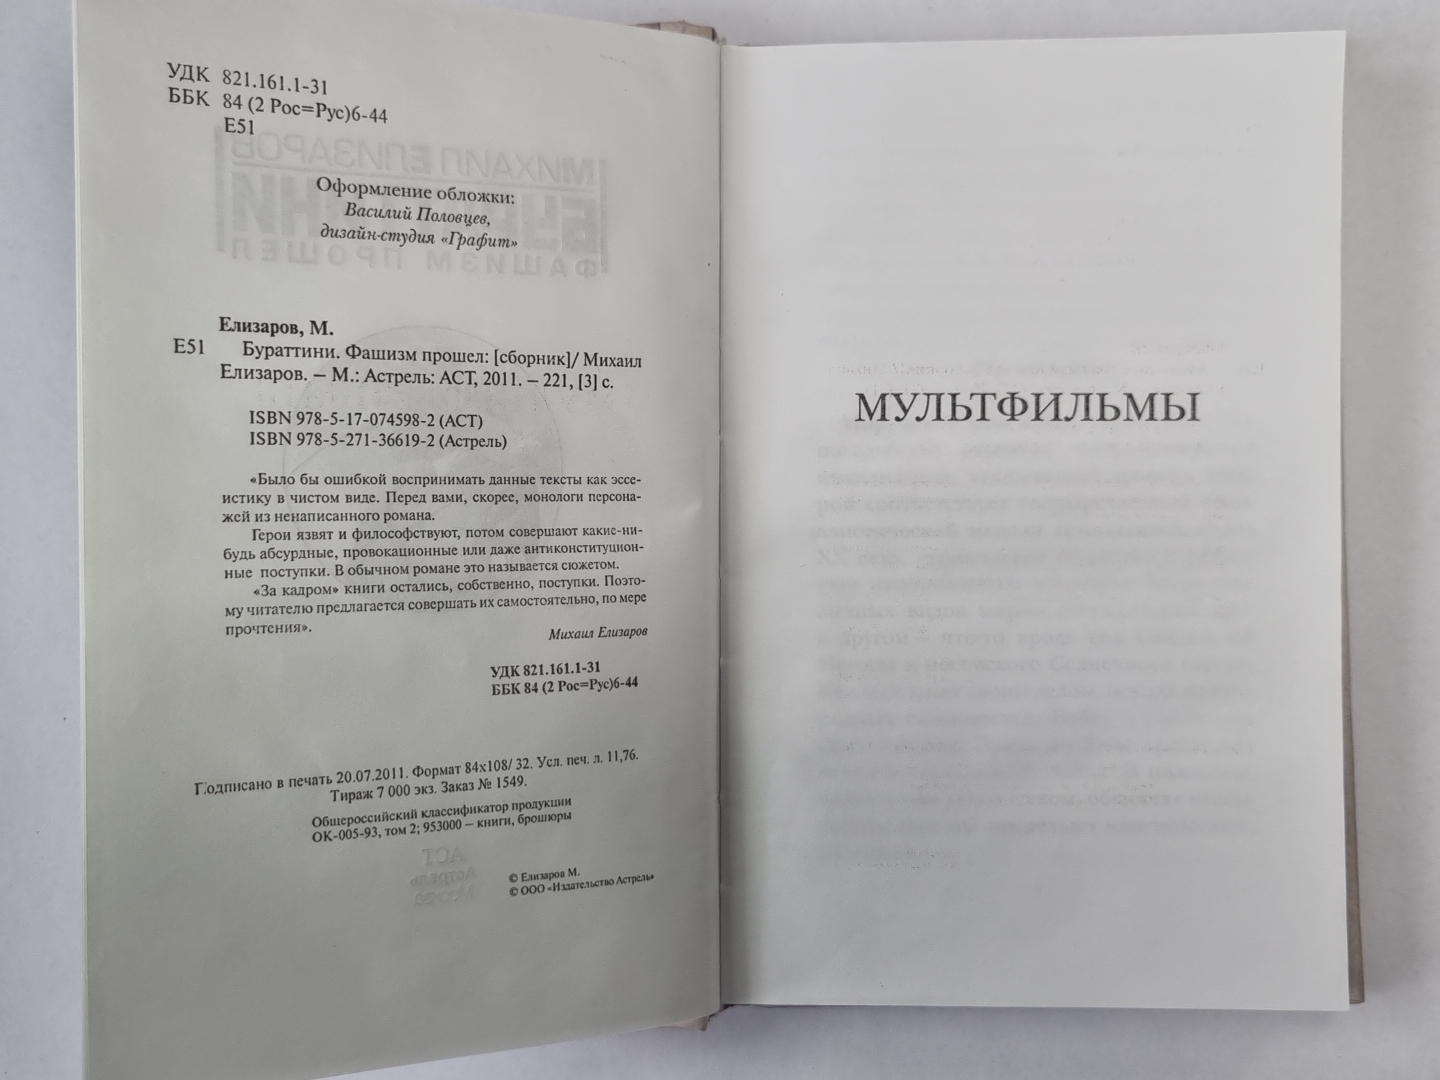 УДК 821.161.1-31
ББК 84 (2 Рос=Рус)6-44
Е51
Оформление обложки:
Василий Половцев,
дизайн-студия «Графит»
Елизаров, М.
Е51 Бураттини. Фашизм прошел: [сборник]/ Михаил
Елизаров. – М.: Астрель: АСТ, 2011. – 221, [3] с.
ISBN 978-5-17-074598-2 (АСТ)
ISBN 978-5-271-36619-2 (Астрель)
«Было бы ошибкой воспринимать данные тексты как эссе-
истику в чистом виде. Перед вами, скорее, монологи персона-
жей из ненаписанного романа.
Герои язвят и философствуют, потом совершают какие-ни-
будь абсурдные, провокационные или даже антиконституцион-
ные поступки. В обычном романе это называется сюжетом.
«За кадром» книги остались, собственно, поступки. Поэто-
му читателю предлагается совершать их самостоятельно, по мере
прочтения».
Михаил Елизаров
УДК 821.161.1-31
ББК 84 (2 Рос=Рус)6-44
Подписано в печать 20.07.2011. Формат 84х108/ 32. Усл. печ. л. 11,76.
Тираж 7 000 экз. Заказ № 1549.
Общероссийский классификатор продукции
ОК-005-93, том 2; 953000 – книги, брошюры
© Елизаров М.
© ООО «Издательство Астрель»
МУЛЬТФИЛЬМЫ